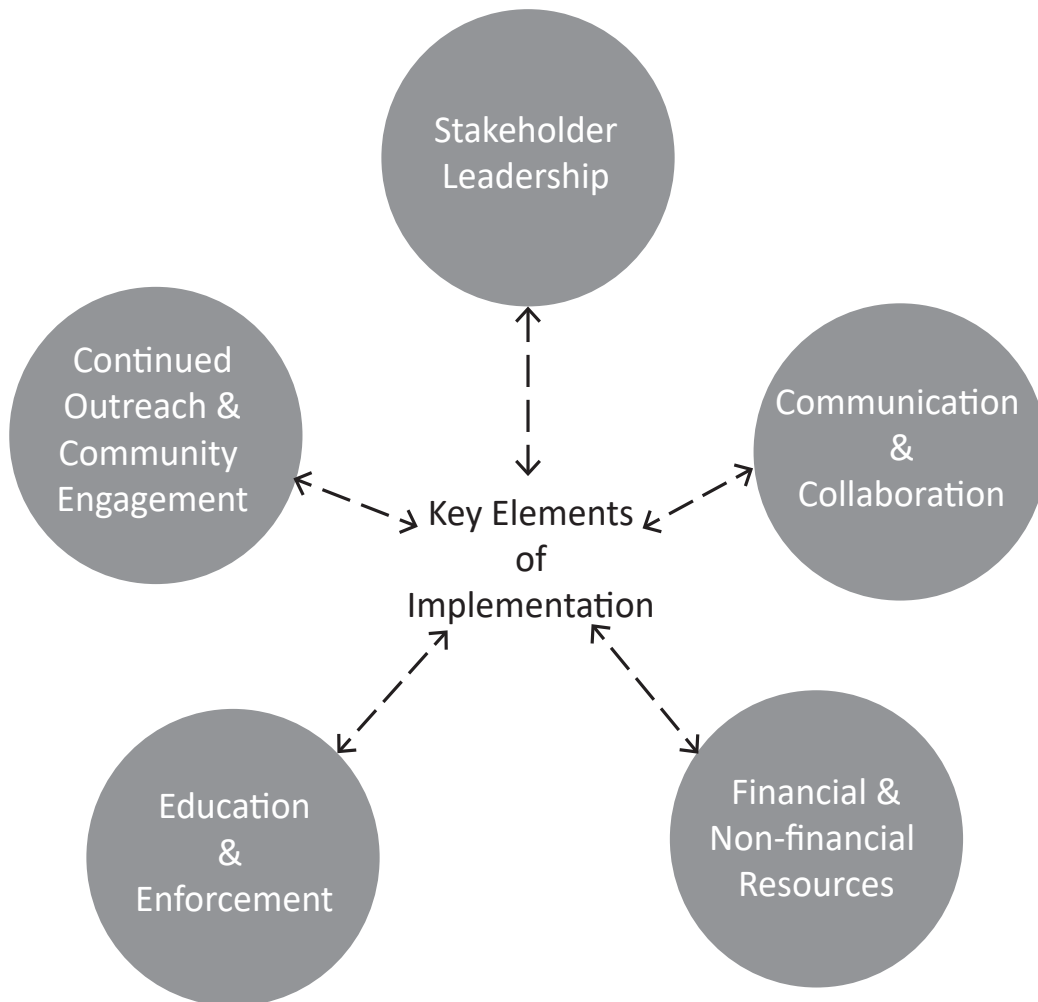 Stakeholder
Leadership
Continued
Outreach &
Community
Engagement
Communication
&
Collaboration
Key Elements
of
Implementation
Education
&
Enforcement
Financial &
Non-financial
Resources